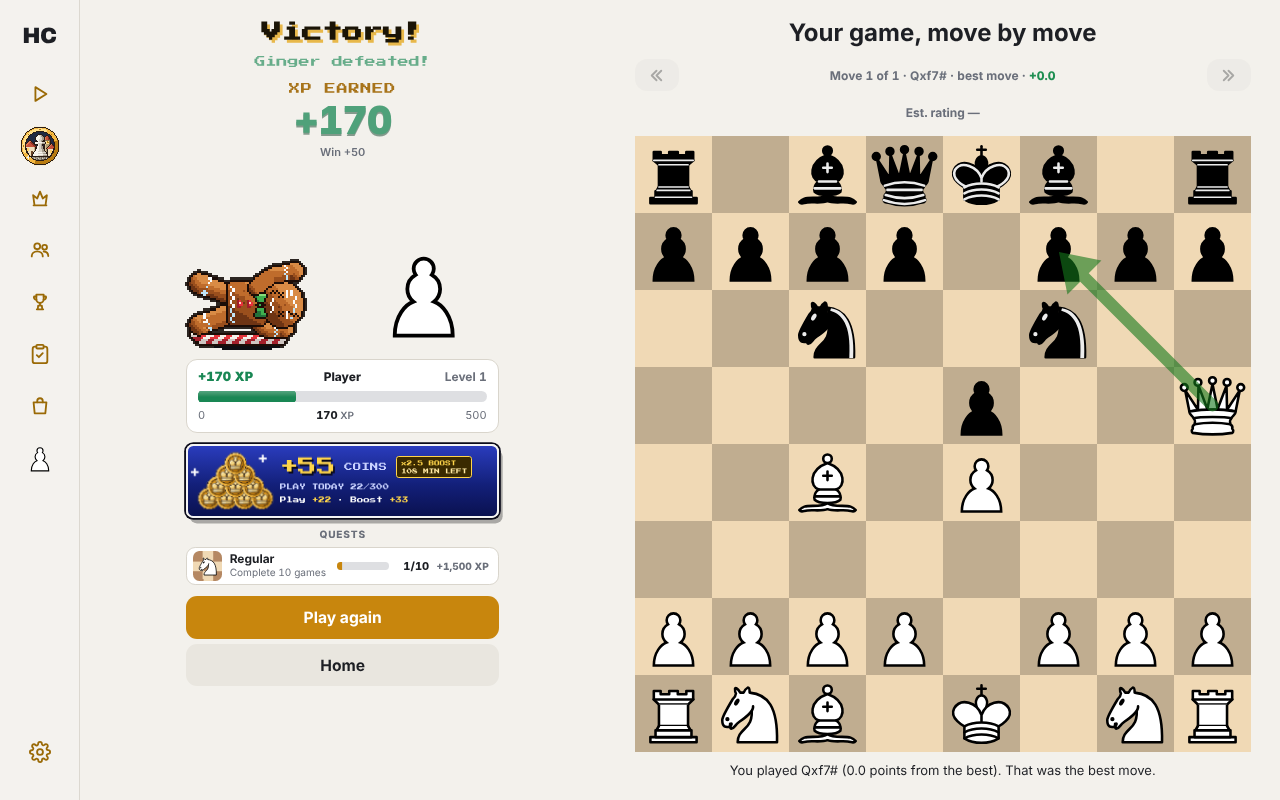 HC
Victory!
Ginger defeated!
XP EARNED
+170
Win +50
+170 XP Player Level 1
0 170 XP 500
+55 COINS x2.5 BOOST
108 MIN LEFT
PLAY TODAY 22/300
Play +22 · Boost +33
QUESTS
Regular
Complete 10 games
1/10 +1,500 XP
Play again
Home
Your game, move by move
Move 1 of 1 · Qxf7# · best move · +0.0
Est. rating —
You played Qxf7# (0.0 points from the best). That was the best move.